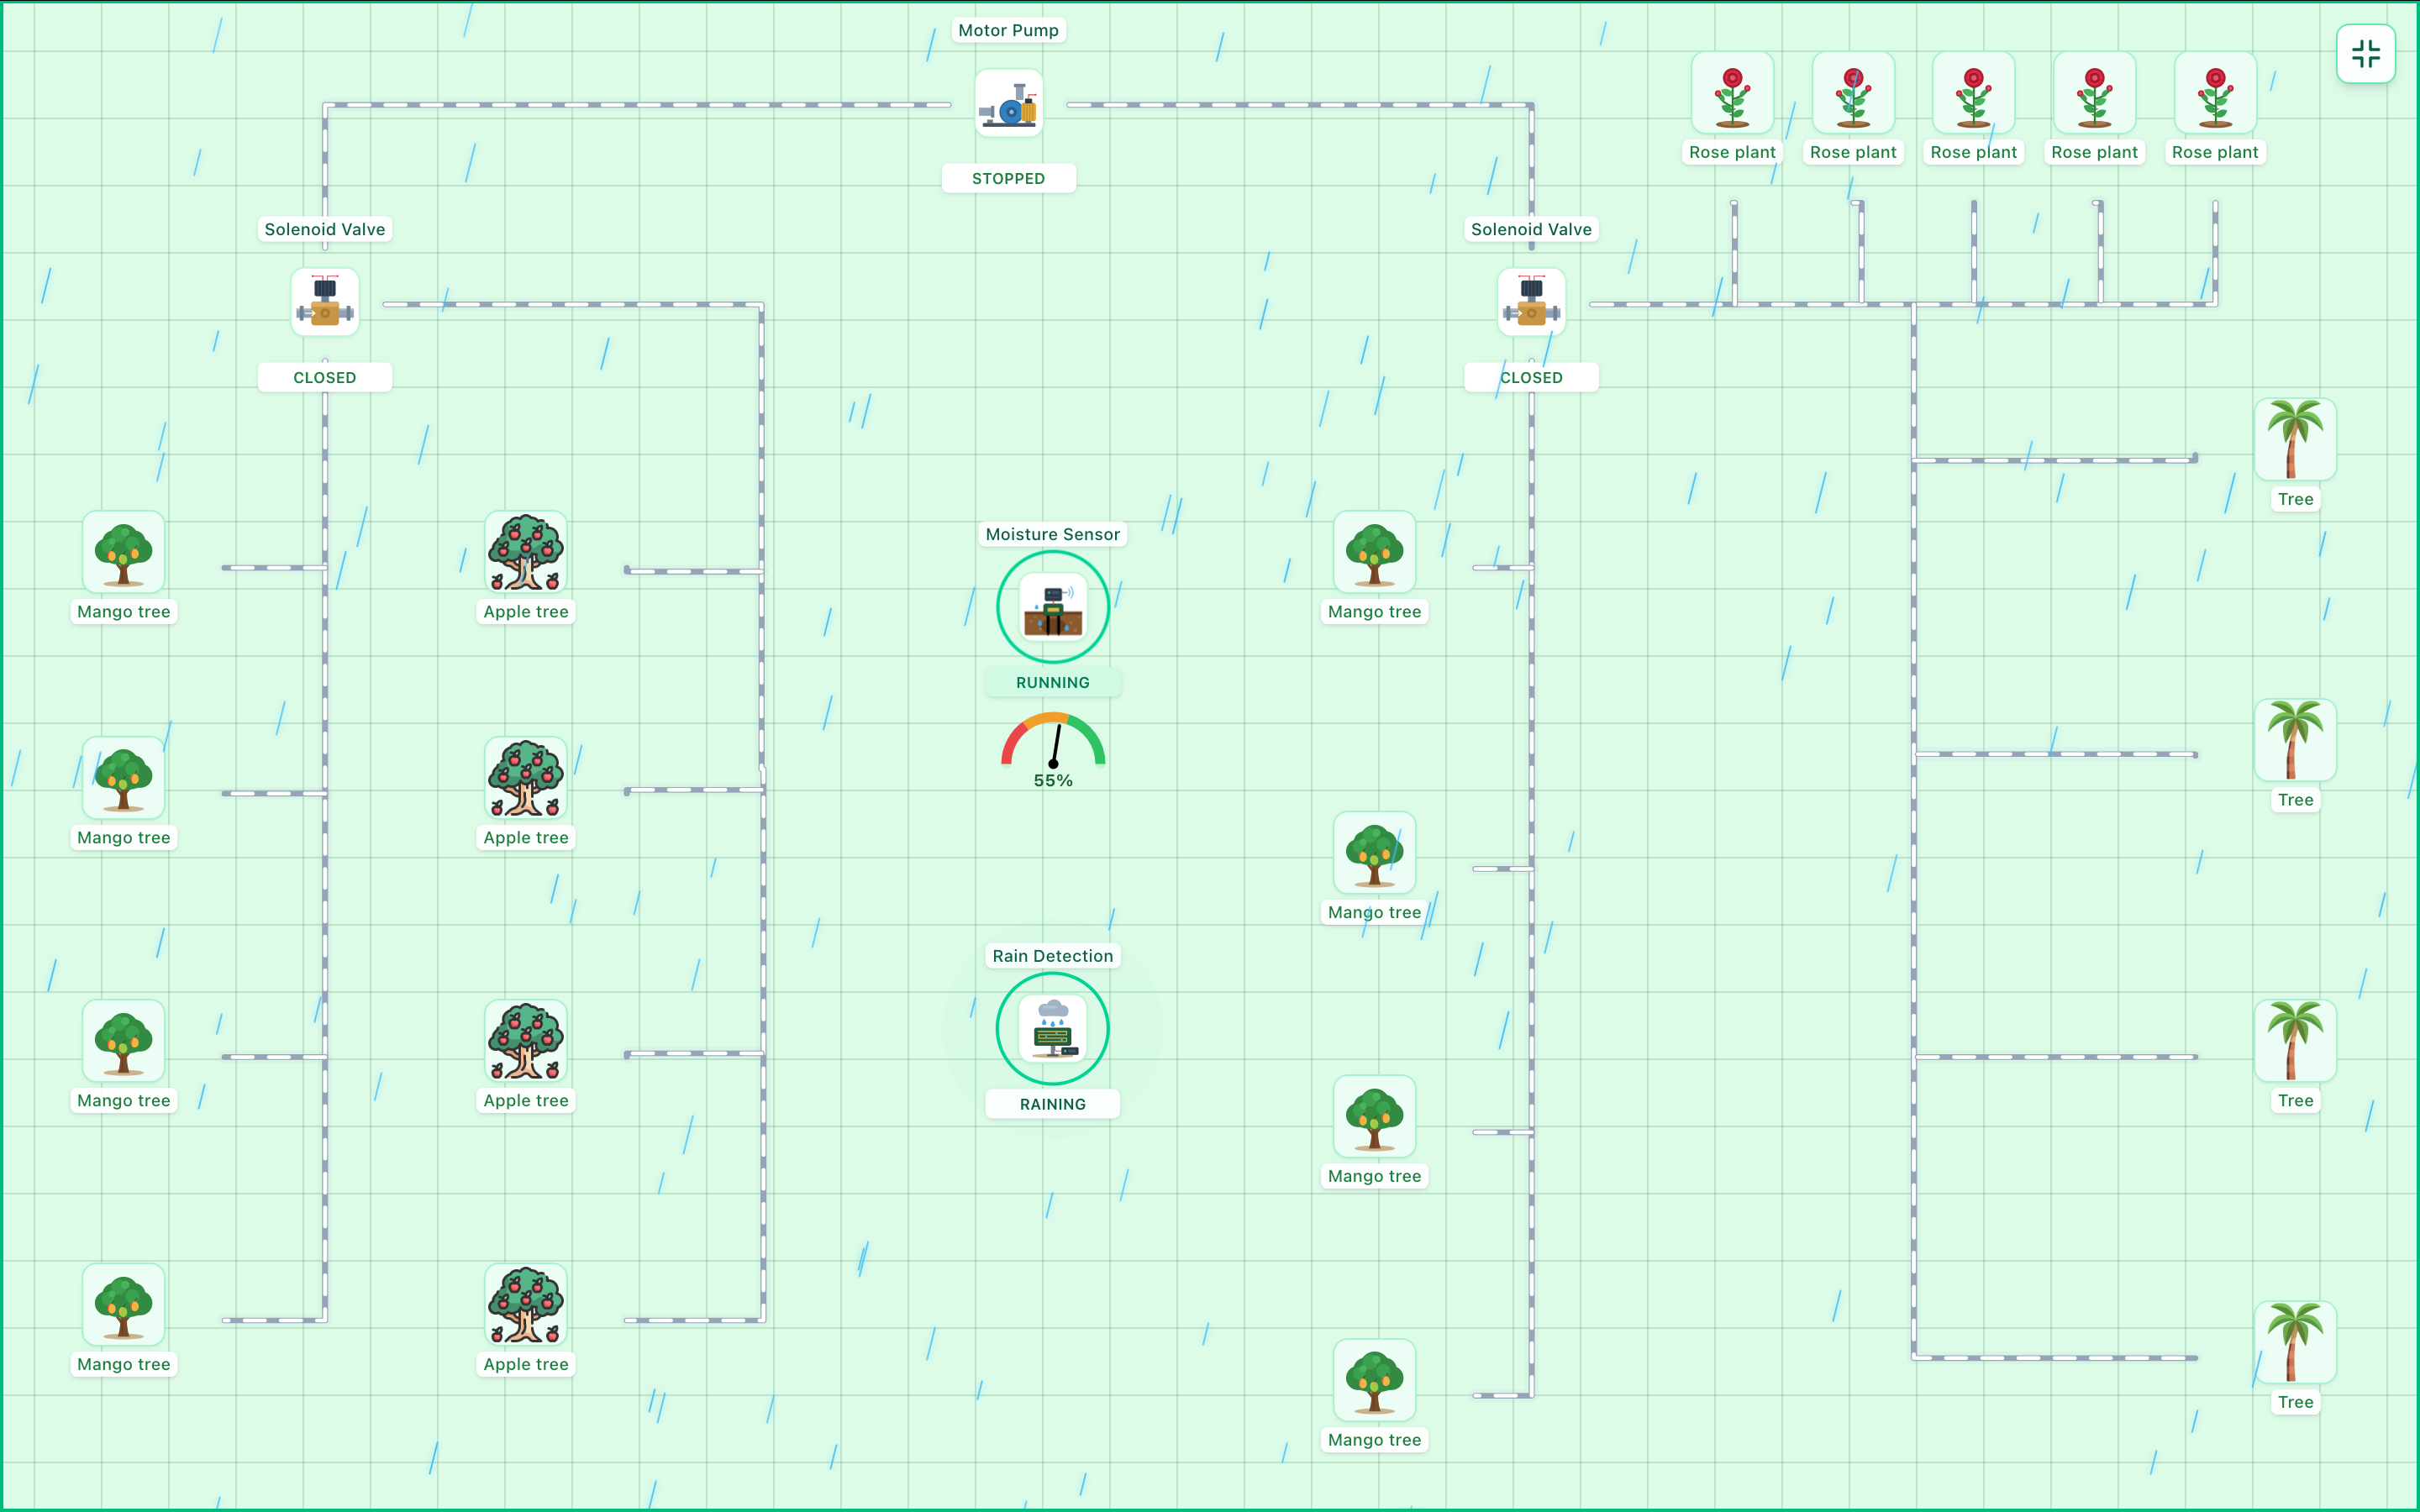 Motor Pump
STOPPED
Rose plant
Rose plant
Rose plant
Rose plant
Rose plant
Solenoid Valve
CLOSED
Solenoid Valve
CLOSED
Tree
Mango tree
Apple tree
Moisture Sensor
RUNNING
55%
Mango tree
Tree
Mango tree
Apple tree
Mango tree
Rain Detection
RAINING
Mango tree
Apple tree
Tree
Mango tree
Mango tree
Apple tree
Tree
Mango tree